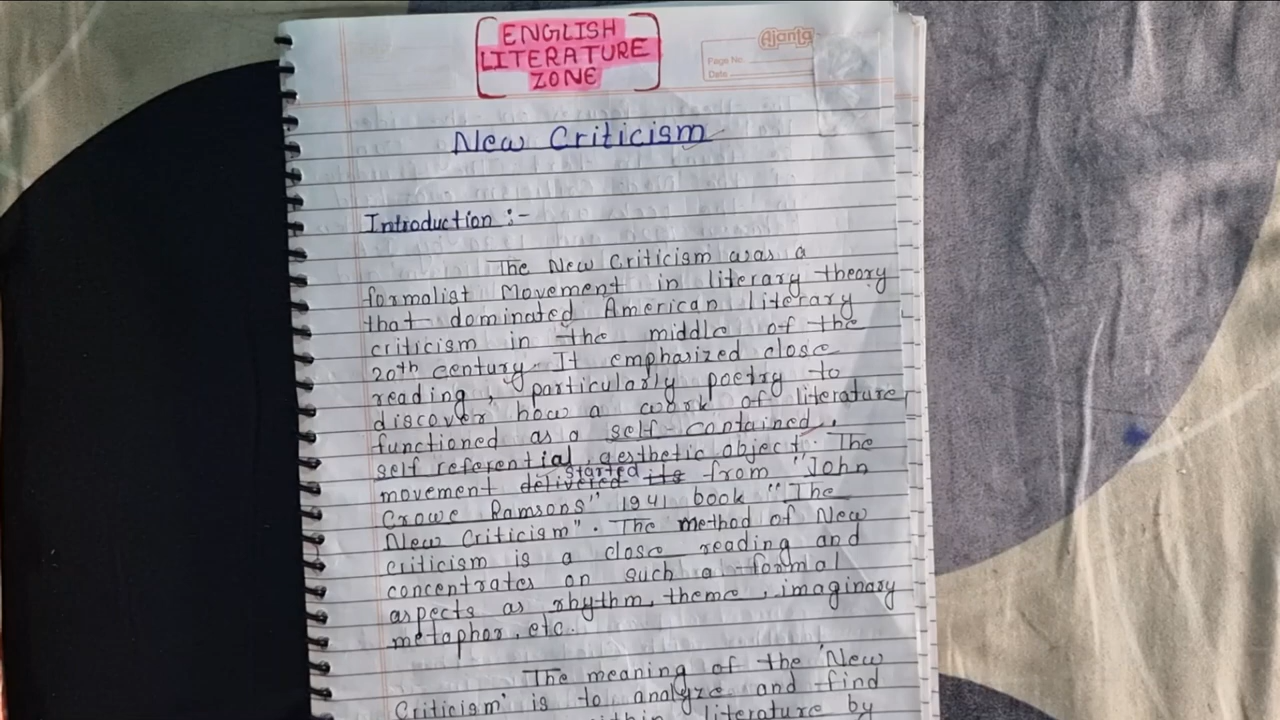 [ENGLISH
LITERATURE
ZONE]
Ajanta
Page No.
Date
New Criticism
Introduction :-
The New Criticism was a
formalist Movement in literary theory
that dominated American literary
criticism in the middle of the
20th century. It emphasized close
reading, particularly poetry to
discover how a work of literature
functioned as a self-contained,
self referential, aesthetic object. The
movement delivered its started from "John
Crowe Ramsons" 1941 book "The
New Criticism". The method of New
criticism is a close reading and
concentrates on such a formal
aspects as rhythm, theme, imaginary
metaphor, etc.
The meaning of the 'New
Criticism' is to analyze and find
literature by